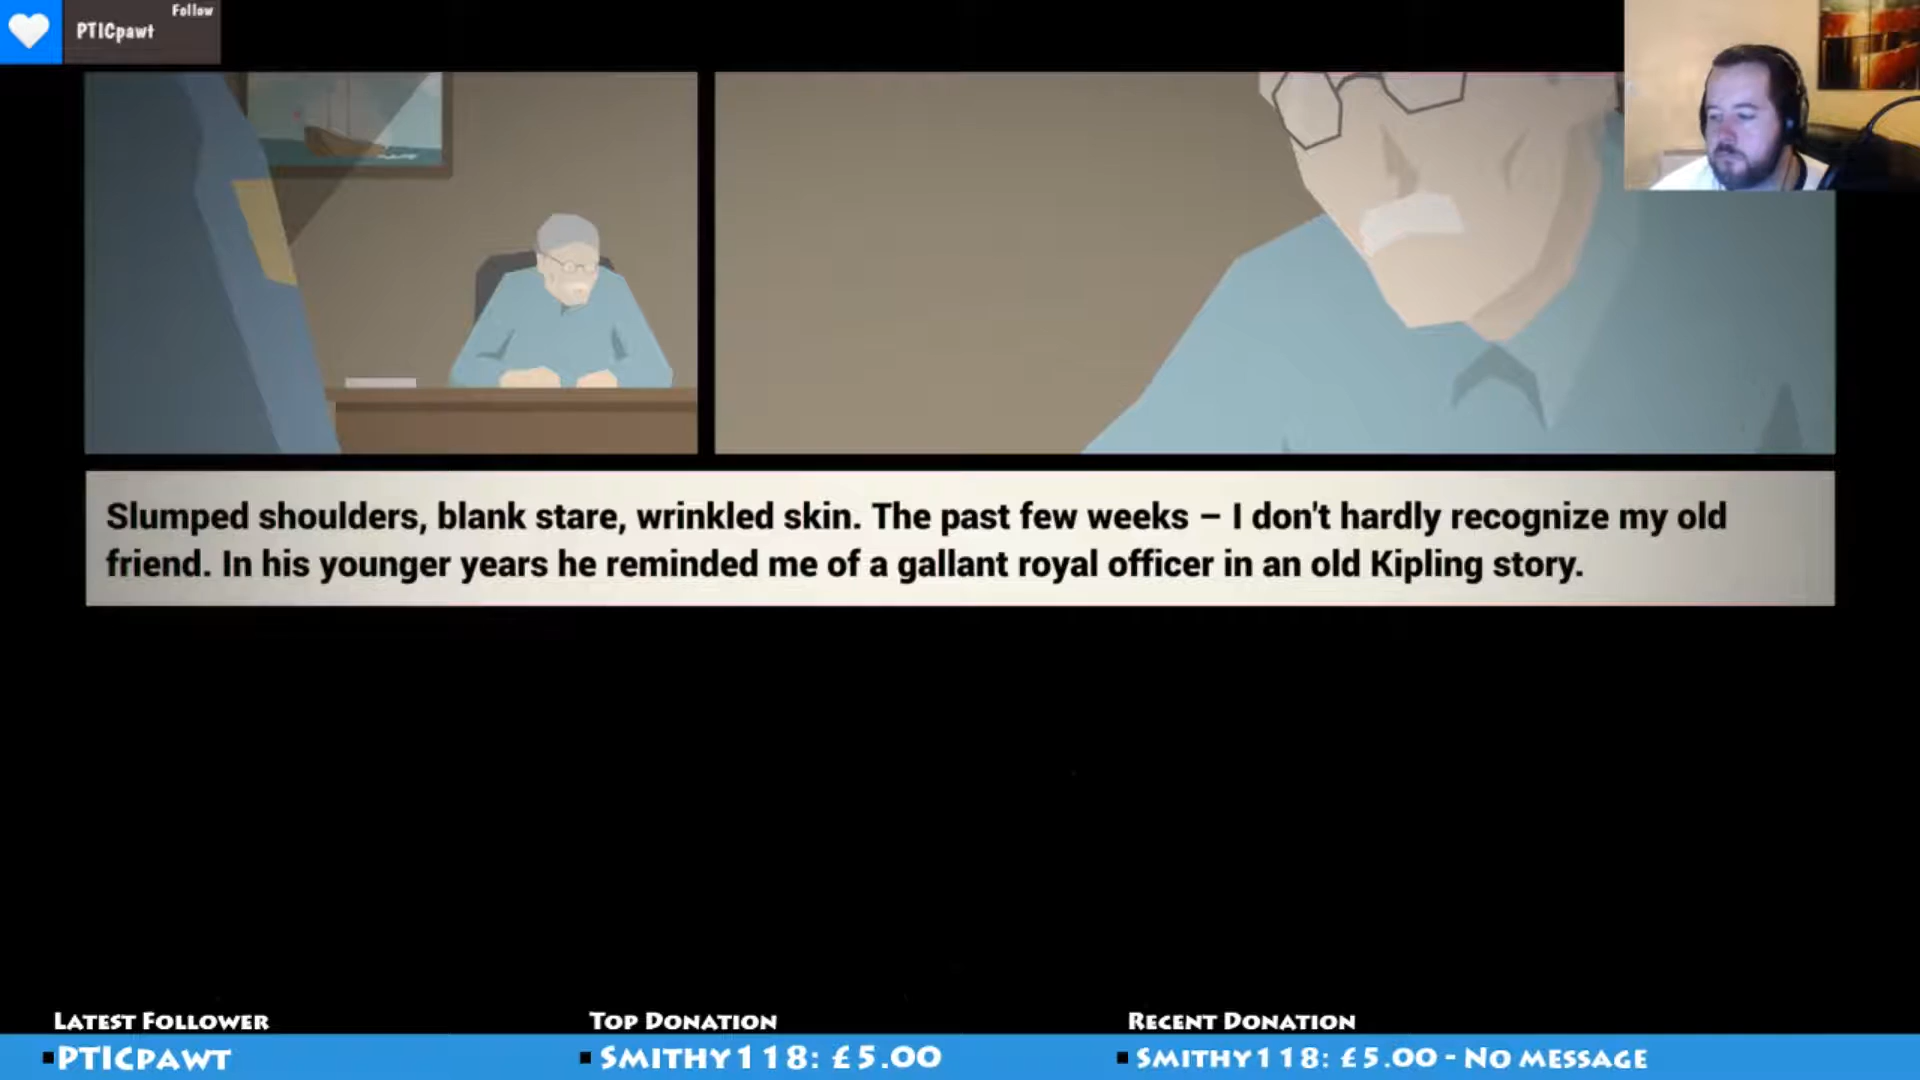 Follow
PTICpawt
Slumped shoulders, blank stare, wrinkled skin. The past few weeks – I don't hardly recognize my old
friend. In his younger years he reminded me of a gallant royal officer in an old Kipling story.
Latest Follower
PTICpawt
Top Donation
Smithy118: £5.00
Recent Donation
Smithy118: £5.00 - No message